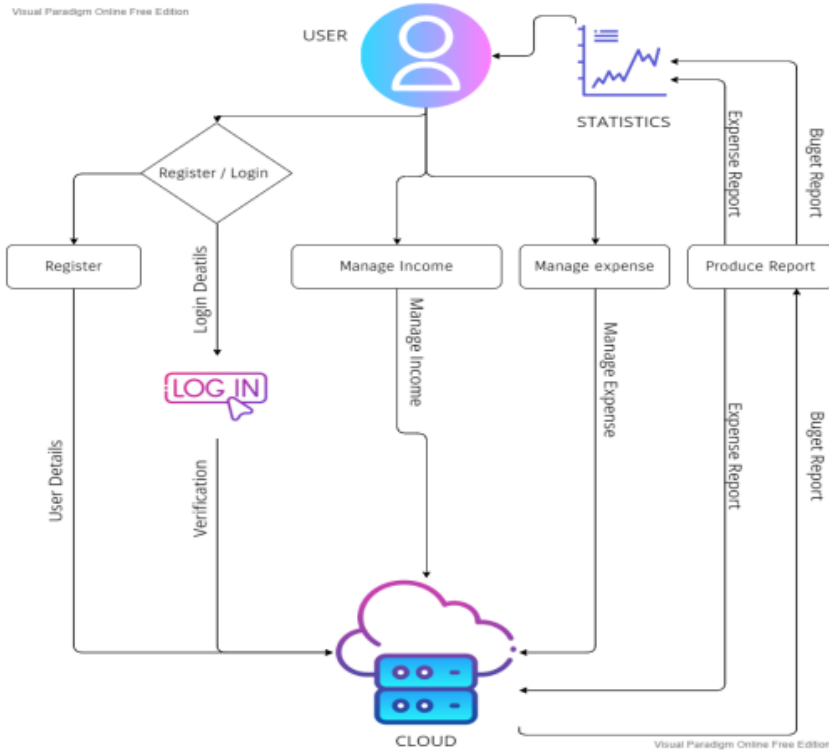 Visual Paradigm Online Free Edition
USER
STATISTICS
Register / Login
Expense Report
Buget Report
Register
Login Deatils
Manage Income
Manage expense
Produce Report
Manage Income
Manage Expense
LOG IN
User Details
Verification
Expense Report
Buget Report
CLOUD
Visual Paradigm Online Free Edition